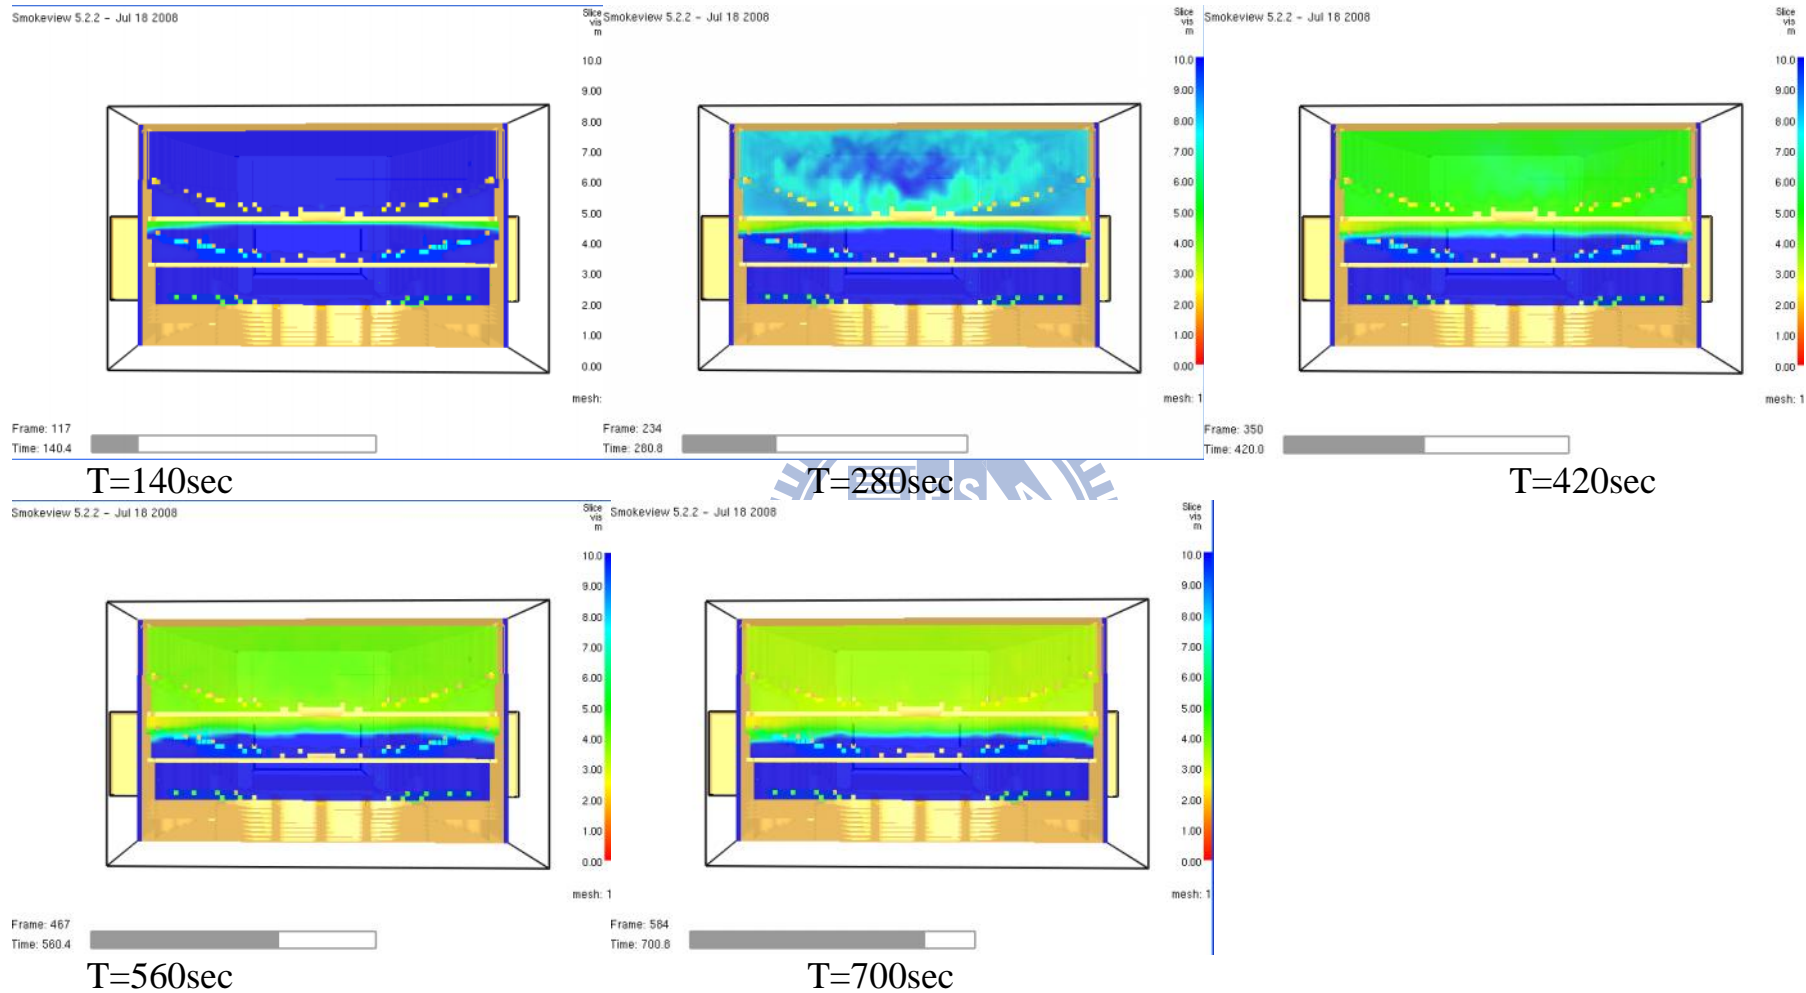 Smokeview 5.2.2 - Jul 18 2008
Slice
vis
m
10.0
9.00
8.00
7.00
6.00
5.00
4.00
3.00
2.00
1.00
0.00
mesh:
Frame: 117
Time: 140.4
T=140sec
Smokeview 5.2.2 - Jul 18 2008
Slice
vis
m
10.0
9.00
8.00
7.00
6.00
5.00
4.00
3.00
2.00
1.00
0.00
mesh: 1
Frame: 234
Time: 280.8
T=280sec
Smokeview 5.2.2 - Jul 18 2008
Slice
vis
m
10.0
9.00
8.00
7.00
6.00
5.00
4.00
3.00
2.00
1.00
0.00
mesh: 1
Frame: 350
Time: 420.0
T=420sec
Smokeview 5.2.2 - Jul 18 2008
Slice
vis
m
10.0
9.00
8.00
7.00
6.00
5.00
4.00
3.00
2.00
1.00
0.00
mesh: 1
Frame: 467
Time: 560.4
T=560sec
Smokeview 5.2.2 - Jul 18 2008
Slice
vis
m
10.0
9.00
8.00
7.00
6.00
5.00
4.00
3.00
2.00
1.00
0.00
mesh: 1
Frame: 584
Time: 700.8
T=700sec